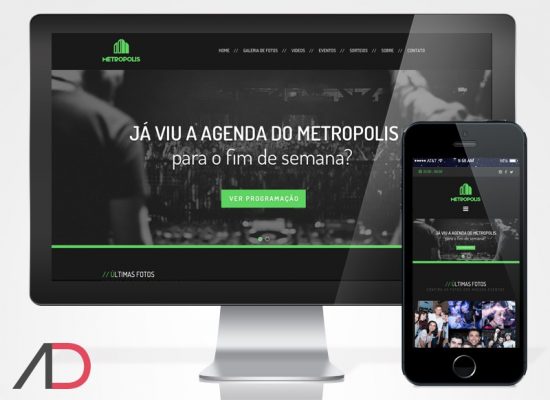 METROPOLIS
HOME // GALERIA DE FOTOS // VIDEOS // EVENTOS // SORTEIOS // SOBRE // CONTATO
JÁ VIU A AGENDA DO METROPOLIS
para o fim de semana?
VER PROGRAMAÇÃO
// ÚLTIMAS FOTOS
AT&T
9:58 AM
METROPOLIS
JÁ VIU A AGENDA DO METROPOLIS
para o fim de semana?
// ÚLTIMAS FOTOS
AD